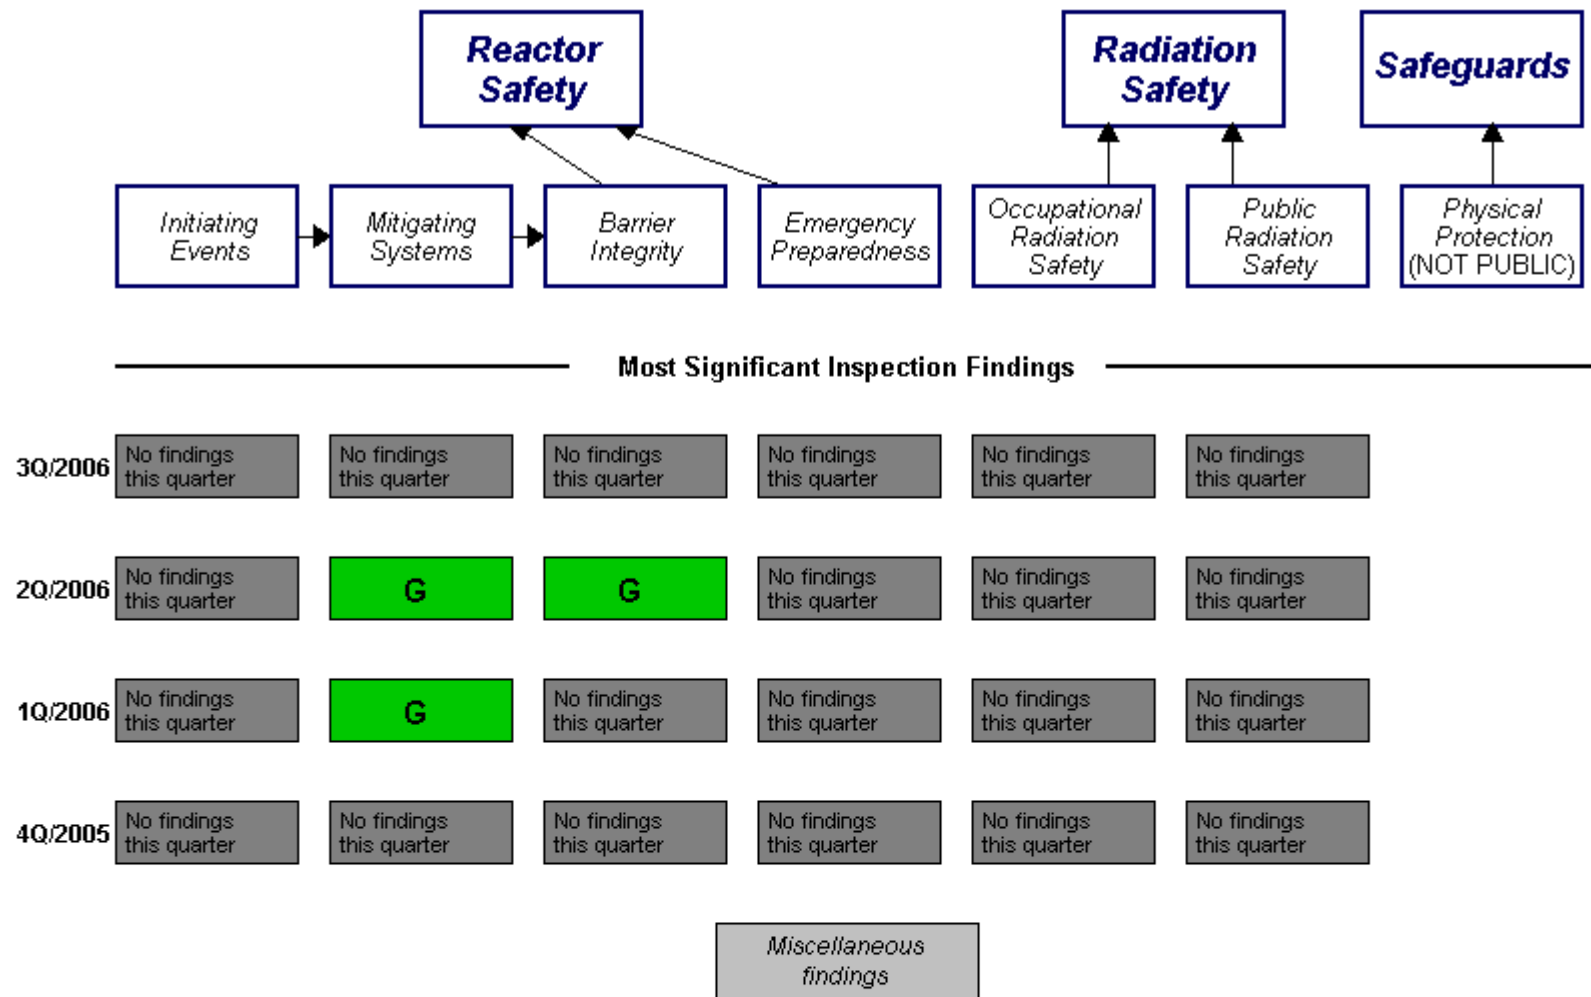 Reactor
Safety
Radiation
Safety
Safeguards
Initiating
Events
Mitigating
Systems
Barrier
Integrity
Emergency
Preparedness
Occupational
Radiation
Safety
Public
Radiation
Safety
Physical
Protection
(NOT PUBLIC)
Most Significant Inspection Findings
3Q/2006
No findings
this quarter
No findings
this quarter
No findings
this quarter
No findings
this quarter
No findings
this quarter
No findings
this quarter
2Q/2006
No findings
this quarter
G
G
No findings
this quarter
No findings
this quarter
No findings
this quarter
1Q/2006
No findings
this quarter
G
No findings
this quarter
No findings
this quarter
No findings
this quarter
No findings
this quarter
4Q/2005
No findings
this quarter
No findings
this quarter
No findings
this quarter
No findings
this quarter
No findings
this quarter
No findings
this quarter
Miscellaneous
findings